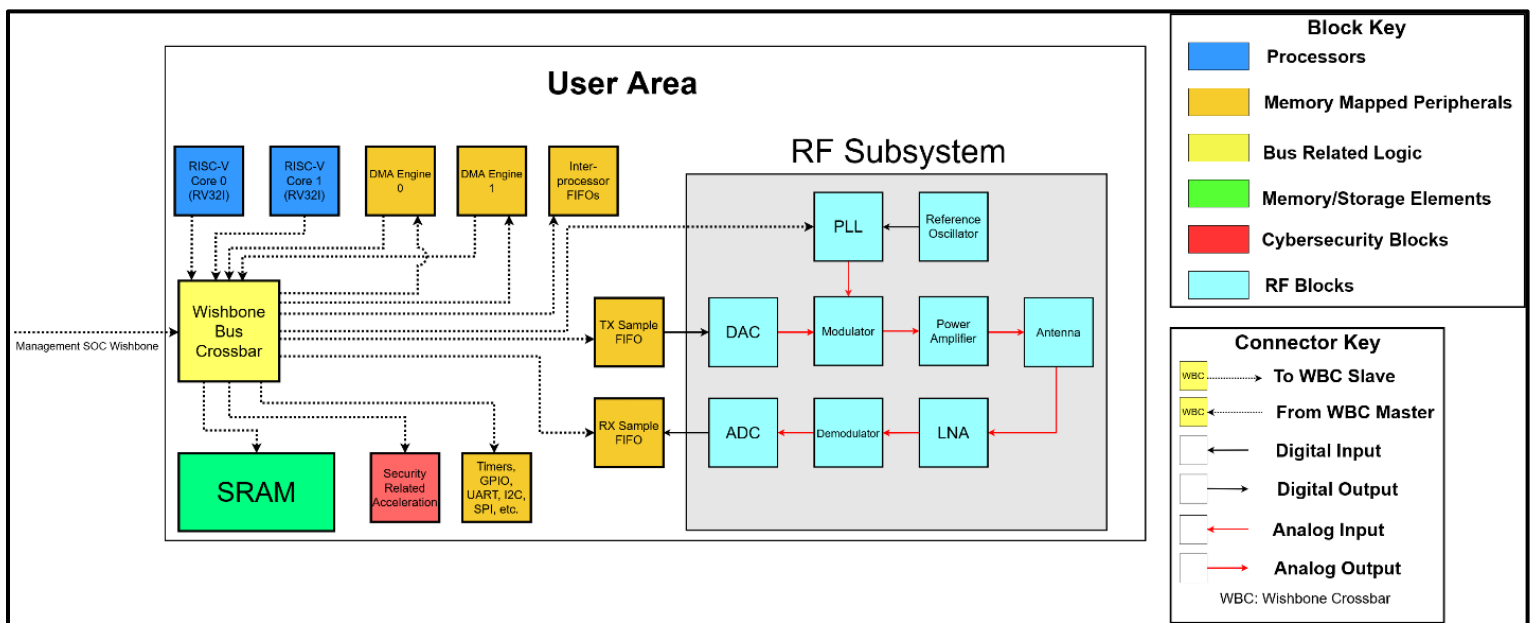 User Area
RISC-V
Core 0
(RV32I)
RISC-V
Core 1
(RV32I)
DMA Engine
0
DMA Engine
1
Inter-
processor
FIFOs
RF Subsystem
PLL
Reference
Oscillator
Wishbone
Bus
Crossbar
Management SOC Wishbone
TX Sample
FIFO
DAC
Modulator
Power
Amplifier
Antenna
RX Sample
FIFO
ADC
Demodulator
LNA
SRAM
Security
Related
Acceleration
Timers,
GPIO,
UART, I2C,
SPI, etc.
Block Key
Processors
Memory Mapped Peripherals
Bus Related Logic
Memory/Storage Elements
Cybersecurity Blocks
RF Blocks
Connector Key
WBC To WBC Slave
WBC From WBC Master
Digital Input
Digital Output
Analog Input
Analog Output
WBC: Wishbone Crossbar